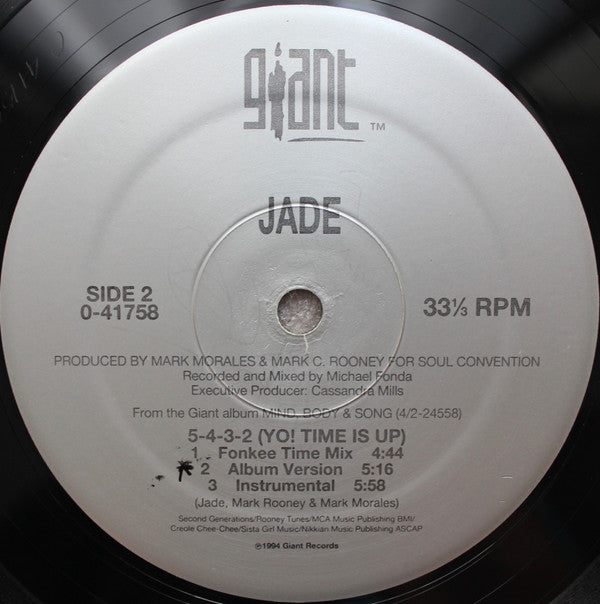 giant™
JADE
SIDE 2
0-41758
33⅓ RPM
PRODUCED BY MARK MORALES & MARK C. ROONEY FOR SOUL CONVENTION
Recorded and Mixed by Michael Fonda
Executive Producer: Cassandra Mills
From the Giant album MIND, BODY & SONG (4/2-24558)
5-4-3-2 (YO! TIME IS UP)
1 Fonkee Time Mix 4:44
2 Album Version 5:16
3 Instrumental 5:58
(Jade, Mark Rooney & Mark Morales)
Second Generations/Rooney Tunes/MCA Music Publishing BMI/
Creole Chee-Chee/Sista Girl Music/Nikkian Music Publishing ASCAP
℗1994 Giant Records